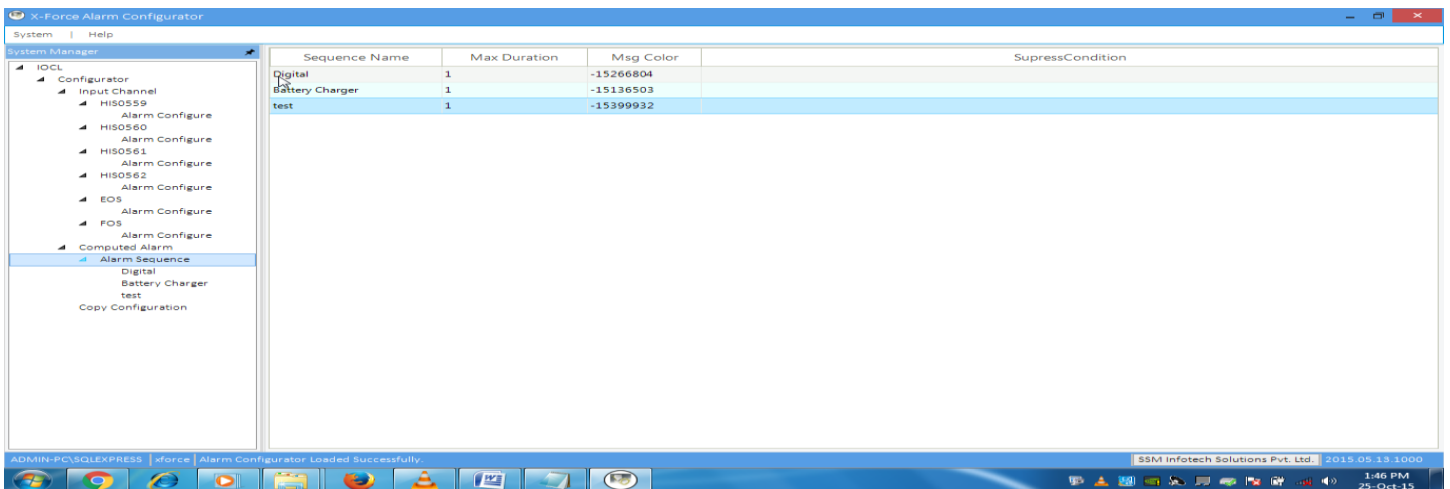 X-Force Alarm Configurator
System | Help
System Manager
IOCL
Configurator
Input Channel
HIS0559
Alarm Configure
HIS0560
Alarm Configure
HIS0561
Alarm Configure
HIS0562
Alarm Configure
EOS
Alarm Configure
FOS
Alarm Configure
Computed Alarm
Alarm Sequence
Digital
Battery Charger
test
Copy Configuration
Sequence Name Max Duration Msg Color SupressCondition
Digital 1 -15266804
Battery Charger 1 -15136503
test 1 -15399932
ADMIN-PC\SQLEXPRESS xforce Alarm Configurator Loaded Successfully. SSM Infotech Solutions Pvt. Ltd. 2015.05.13.1000
1:46 PM
25-Oct-15